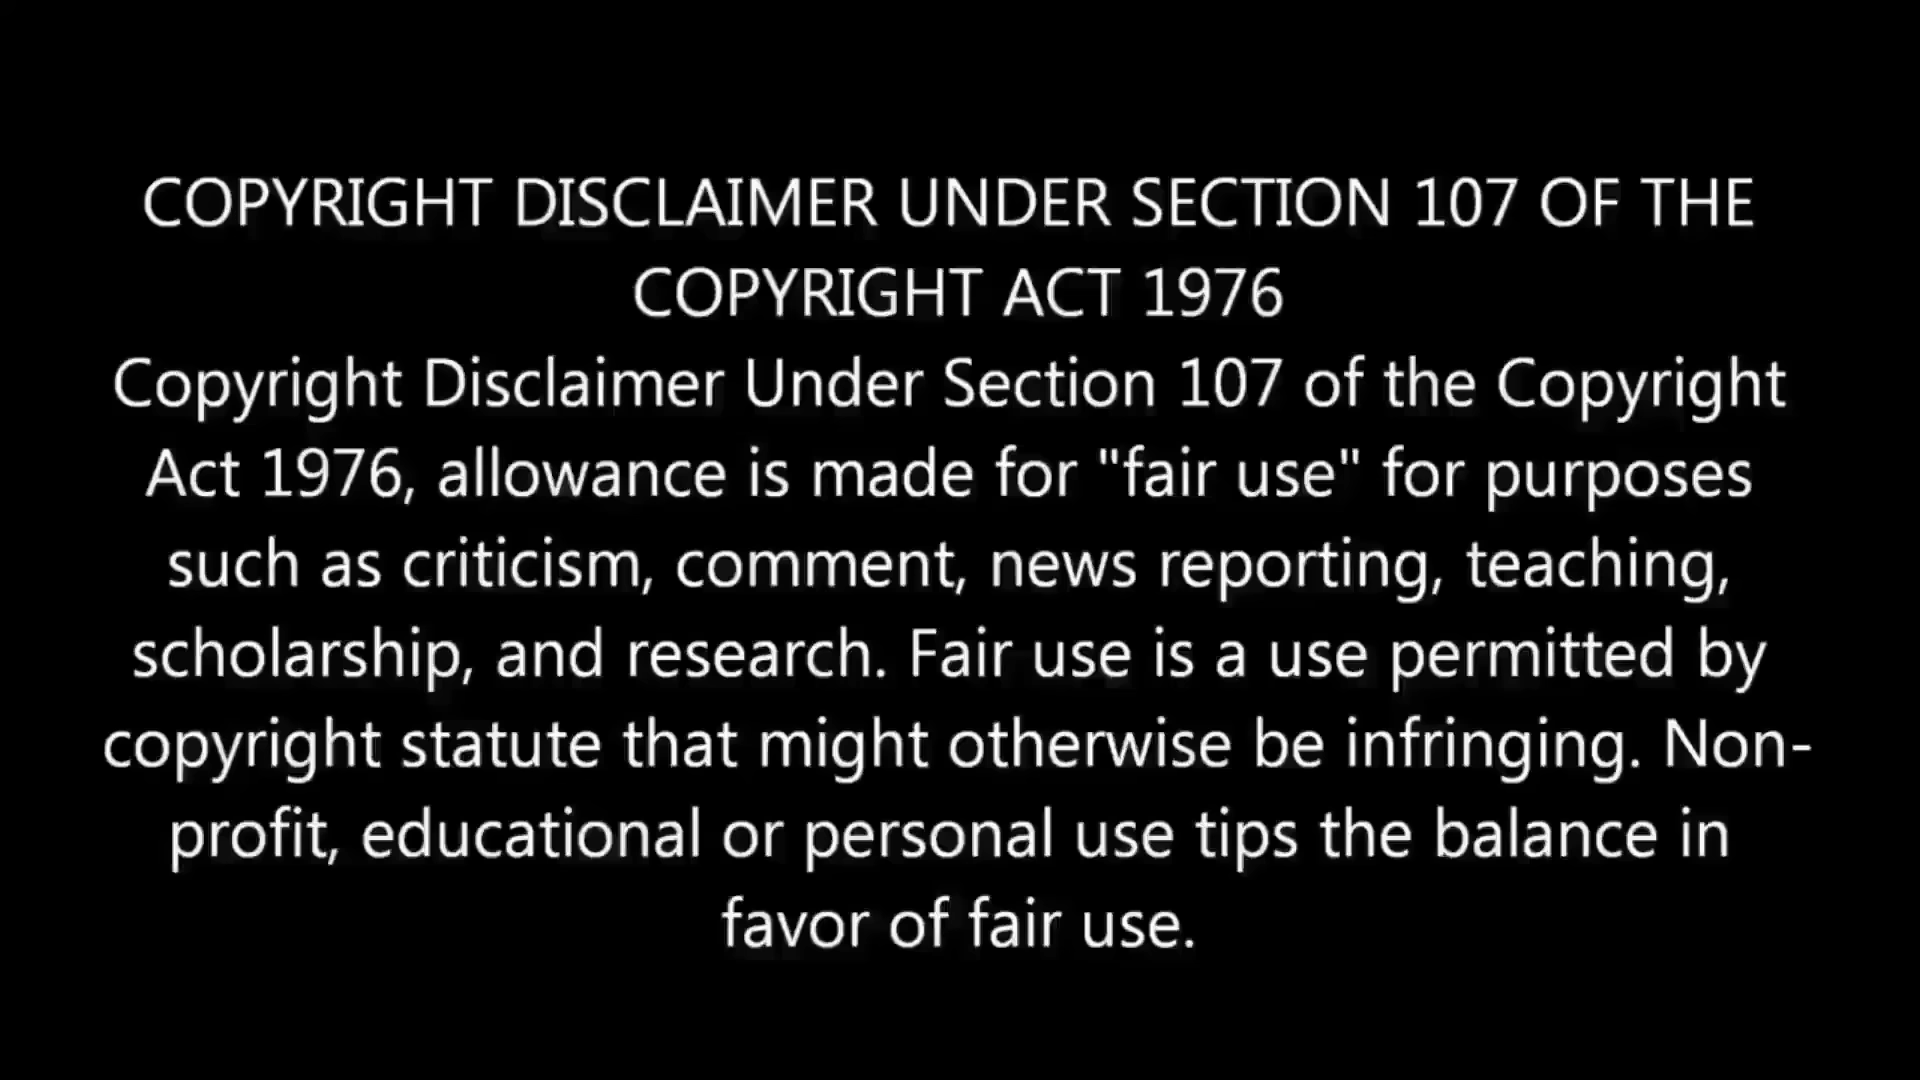 COPYRIGHT DISCLAIMER UNDER SECTION 107 OF THE
COPYRIGHT ACT 1976
Copyright Disclaimer Under Section 107 of the Copyright
Act 1976, allowance is made for "fair use" for purposes
such as criticism, comment, news reporting, teaching,
scholarship, and research. Fair use is a use permitted by
copyright statute that might otherwise be infringing. Non-
profit, educational or personal use tips the balance in
favor of fair use.